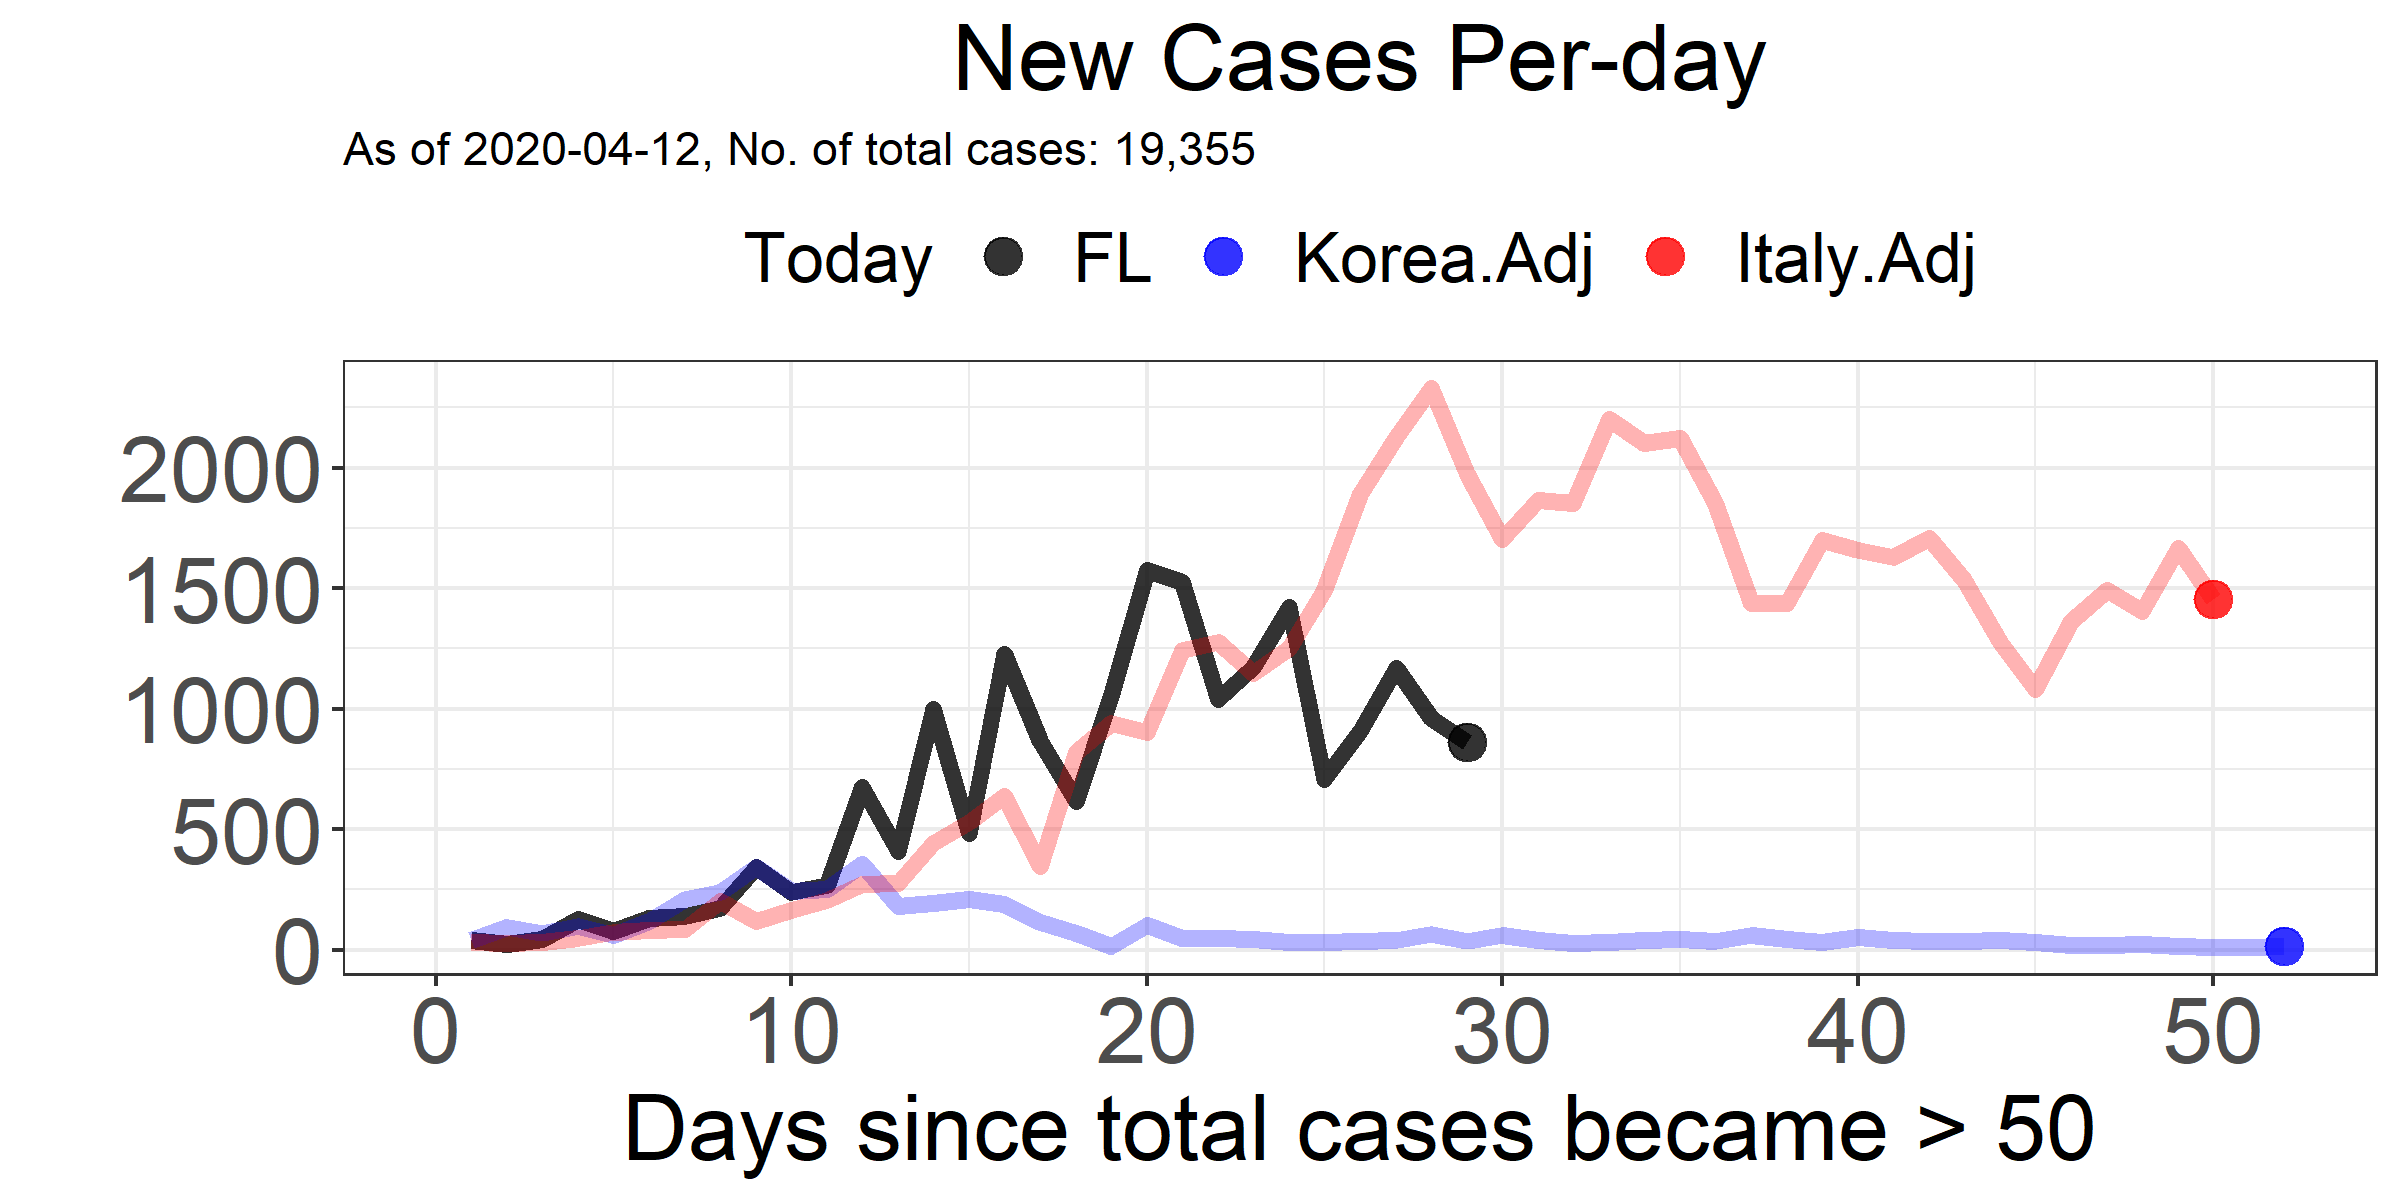 New Cases Per-day
As of 2020-04-12, No. of total cases: 19,355
Today FL Korea.Adj Italy.Adj
2000
1500
1000
500
0
0 10 20 30 40 50
Days since total cases became > 50